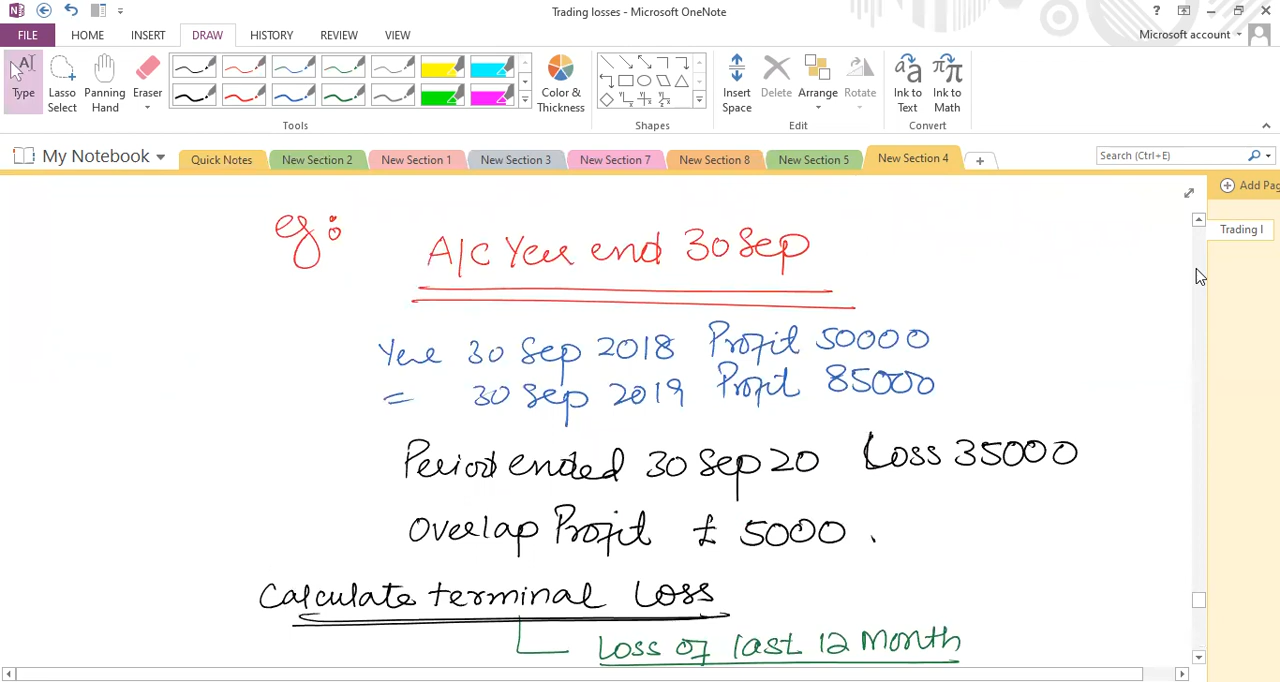 Trading losses - Microsoft OneNote
FILE HOME INSERT DRAW HISTORY REVIEW VIEW
Microsoft account
Type
Lasso Select
Panning Hand
Eraser
Color & Thickness
Insert Space
Delete
Arrange
Rotate
Ink to Text
Ink to Math
Tools Shapes Edit Convert
My Notebook Quick Notes New Section 2 New Section 1 New Section 3 New Section 7 New Section 8 New Section 5 New Section 4
Search (Ctrl+E)
Add Pag
Trading l
eg:
A/C Year end 30 Sep
Year 30 Sep 2018 Profit 50000
= 30 Sep 2019 Profit 85000
Period ended 30 Sep 20 Loss 35000
Overlap Profit £ 5000 .
Calculate terminal Loss
Loss of last 12 Month